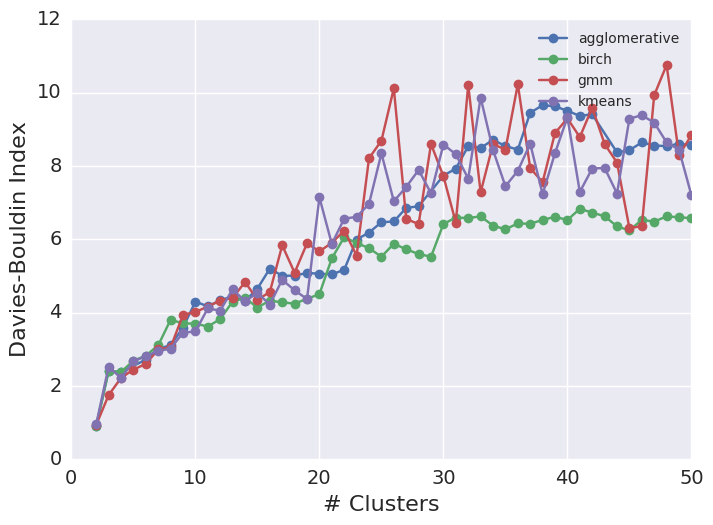 12
10
8
6
4
2
0
Davies-Bouldin Index
agglomerative
birch
gmm
kmeans
0 10 20 30 40 50
# Clusters